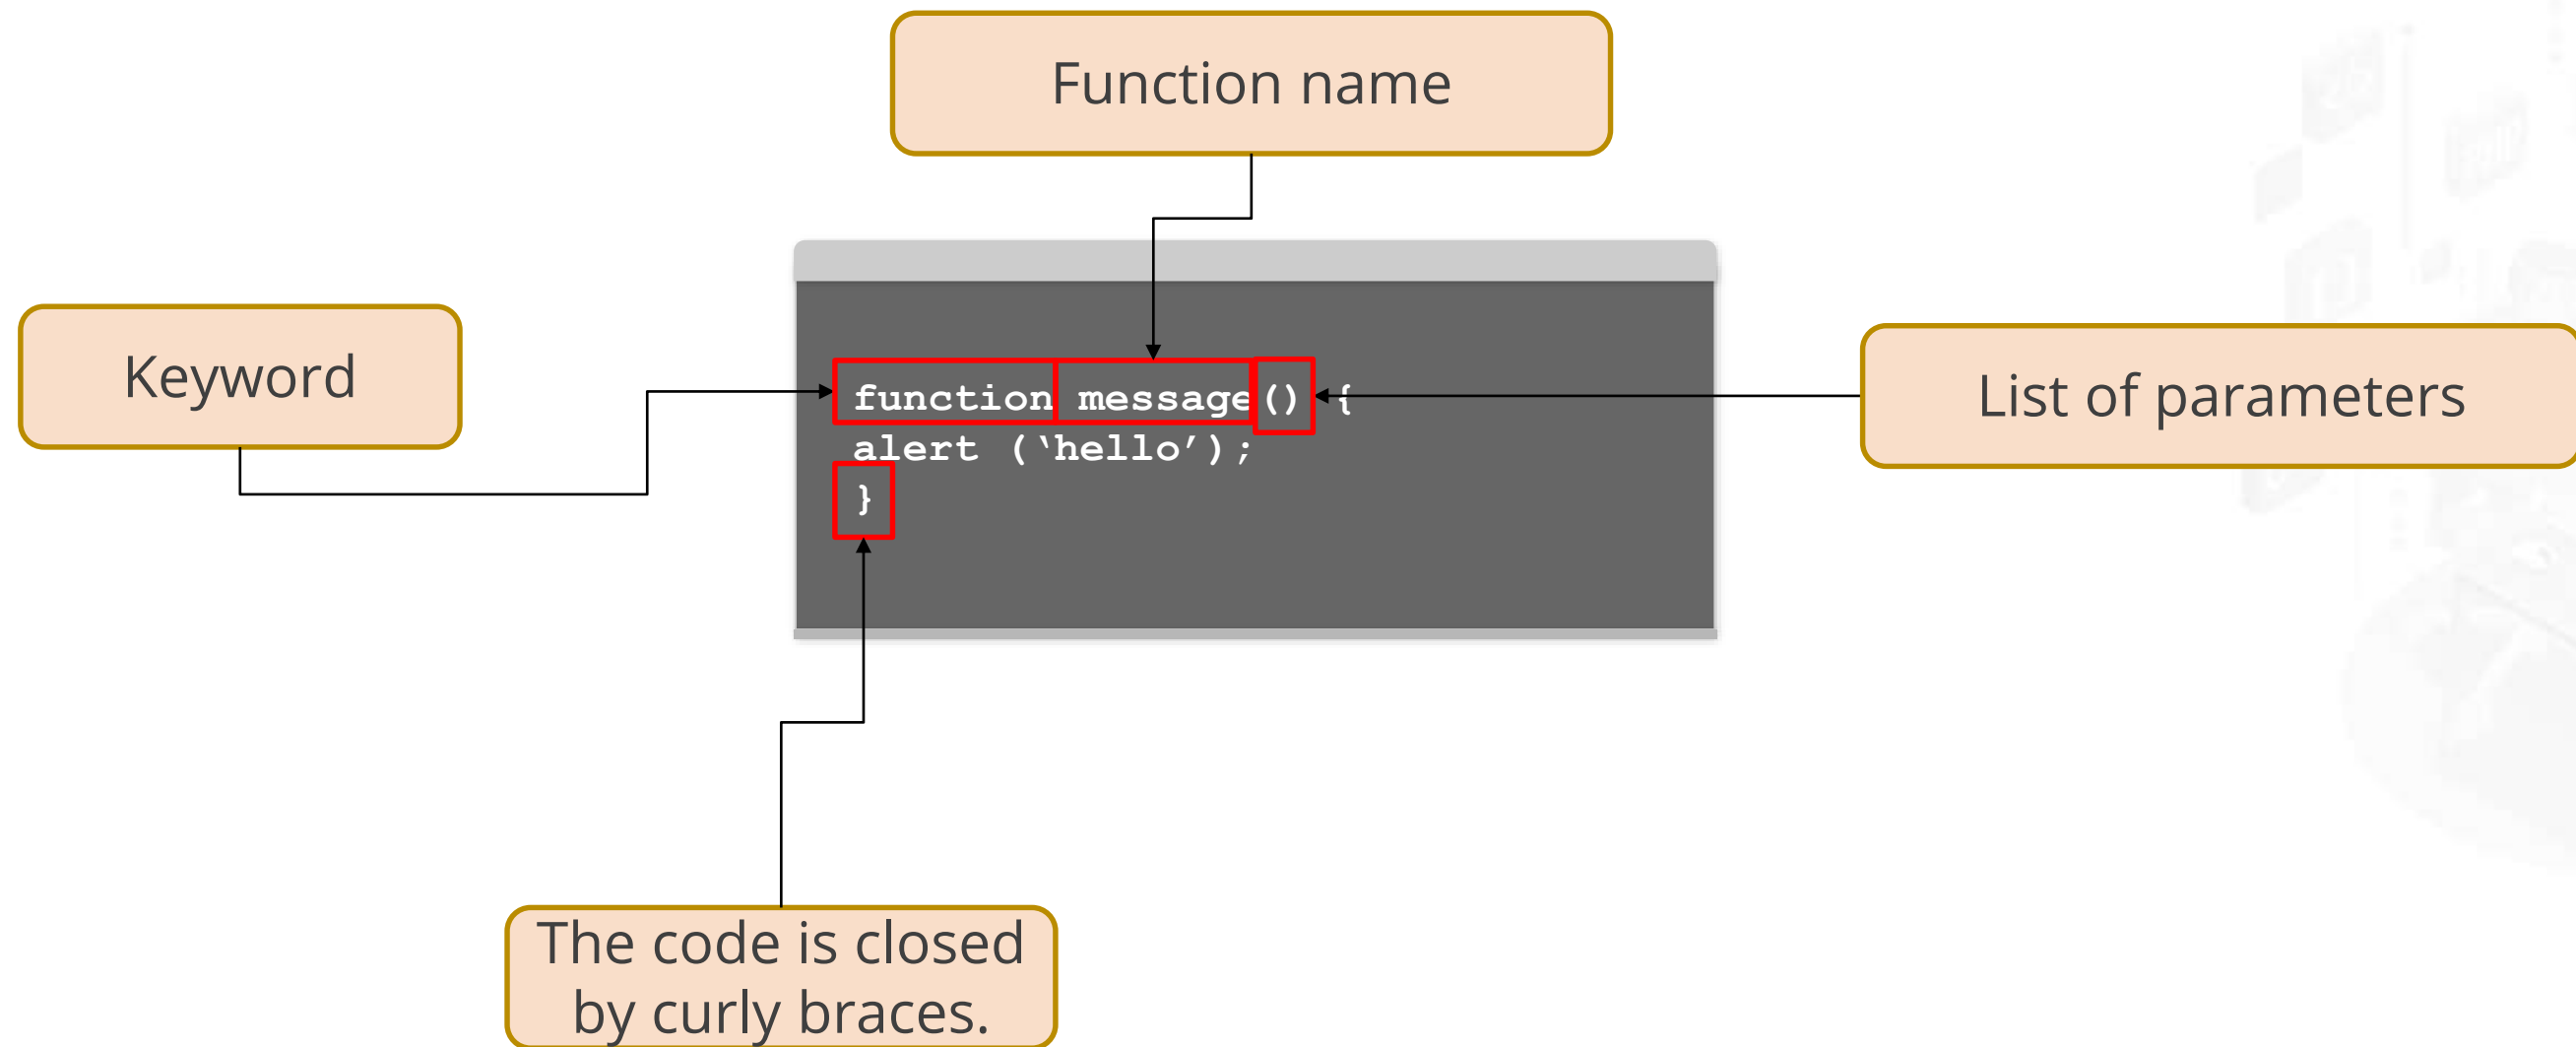 Function name
Keyword
function message() {
List of parameters
alert (‘hello’);
}
The code is closed
by curly braces.